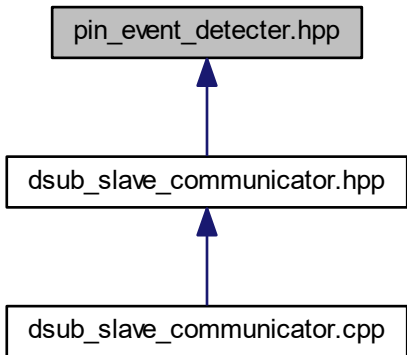 pin_event_detecter.hpp
dsub_slave_communicator.hpp
dsub_slave_communicator.cpp